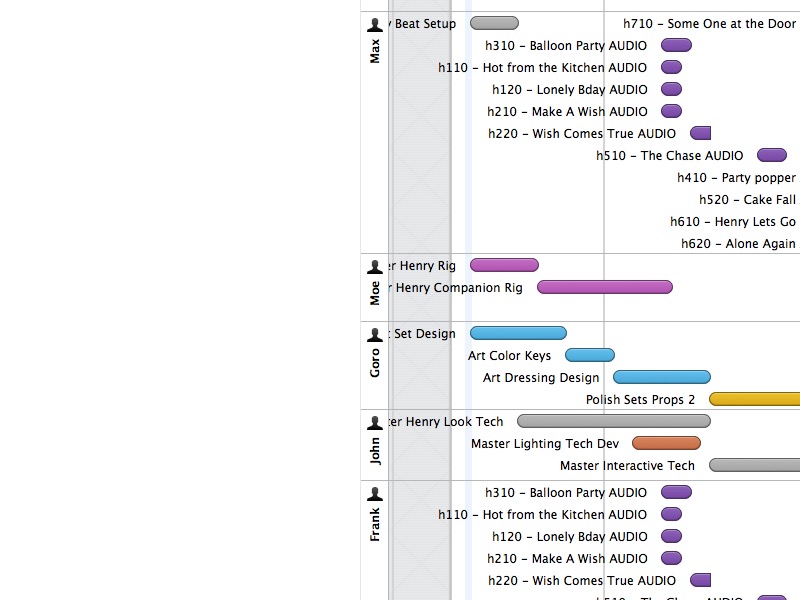 Max
Beat Setup
h710 – Some One at the Door
h310 – Balloon Party AUDIO
h110 – Hot from the Kitchen AUDIO
h120 – Lonely Bday AUDIO
h210 – Make A Wish AUDIO
h220 – Wish Comes True AUDIO
h510 – The Chase AUDIO
h410 – Party popper
h520 – Cake Fall
h610 – Henry Lets Go
h620 – Alone Again
Moe
Henry Rig
Henry Companion Rig
Goro
Set Design
Art Color Keys
Art Dressing Design
Polish Sets Props 2
John
Henry Look Tech
Master Lighting Tech Dev
Master Interactive Tech
Frank
h310 – Balloon Party AUDIO
h110 – Hot from the Kitchen AUDIO
h120 – Lonely Bday AUDIO
h210 – Make A Wish AUDIO
h220 – Wish Comes True AUDIO